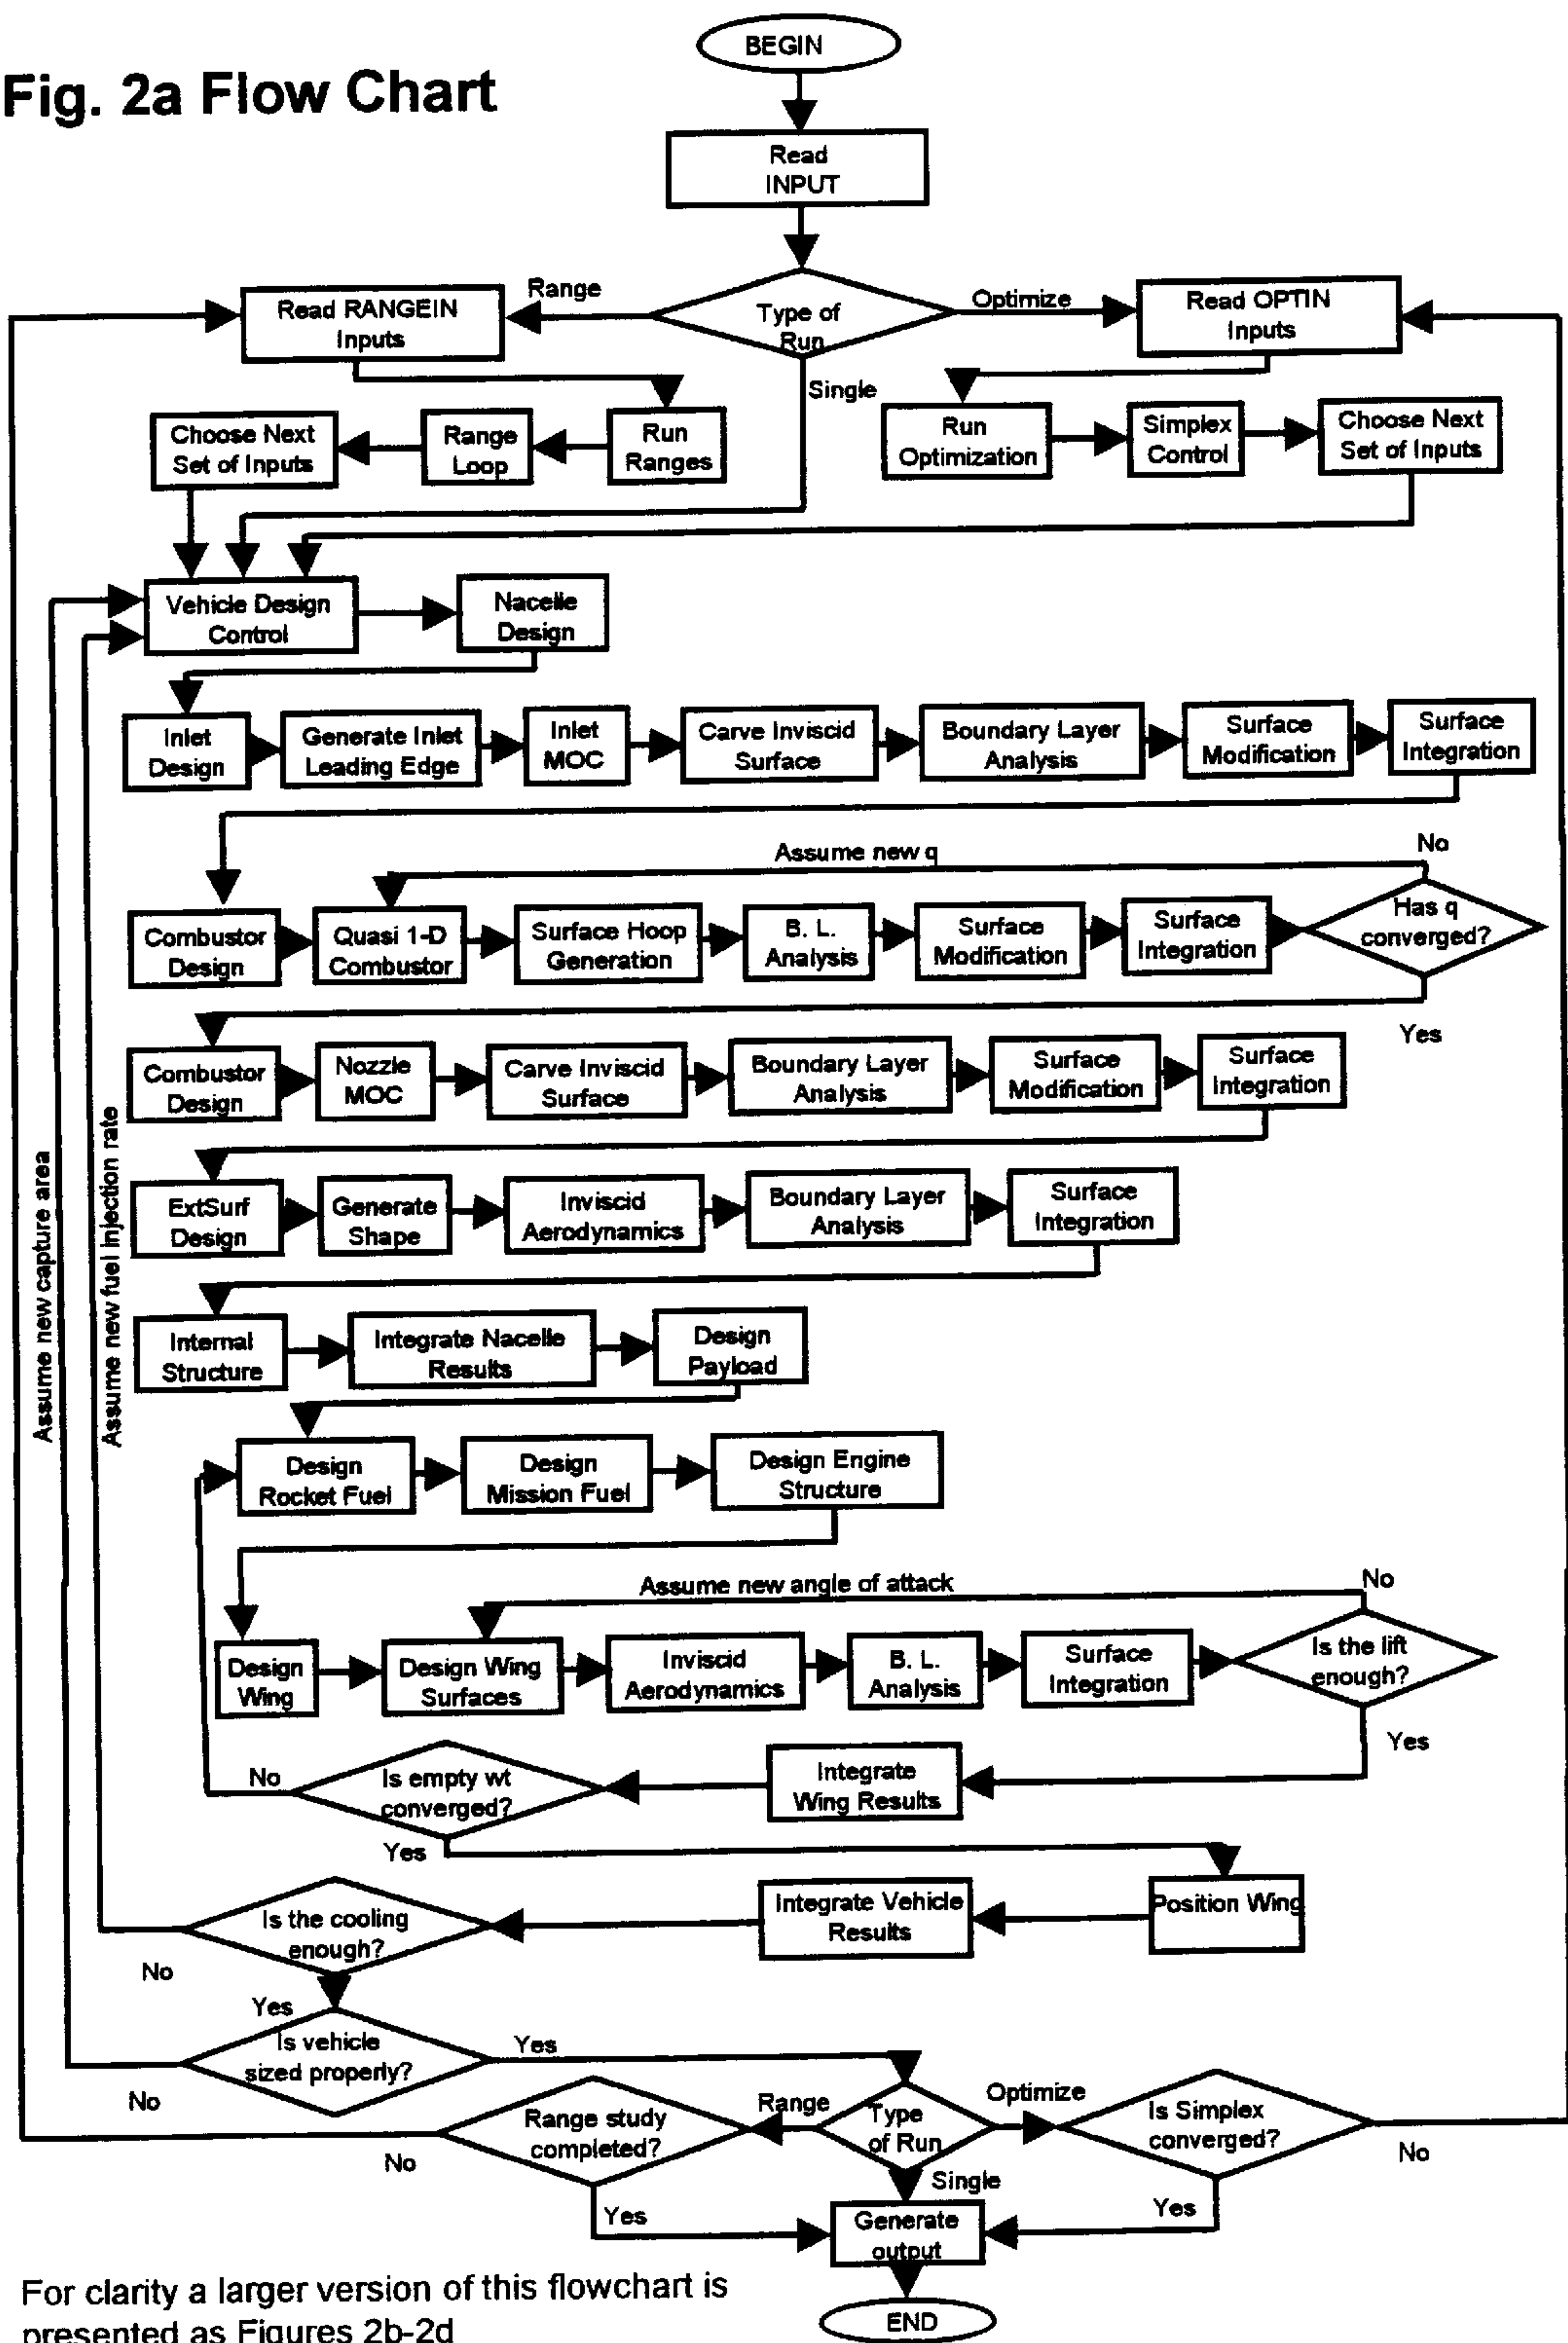 BEGIN
Fig. 2a Flow Chart
Read
INPUT
Read RANGEIN
Inputs
Range
Type of
Run
Optimize
Read OPTIN
Inputs
Single
Choose Next
Set of Inputs
Range
Loop
Run
Ranges
Run
Optimization
Simplex
Control
Choose Next
Set of Inputs
Vehicle Design
Control
Nacelle
Design
Inlet
Design
Generate Inlet
Leading Edge
Inlet
MOC
Carve Inviscid
Surface
Boundary Layer
Analysis
Surface
Modification
Surface
Integration
Assume new q
No
Combustor
Design
Quasi 1-D
Combustor
Surface Hoop
Generation
B. L.
Analysis
Surface
Modification
Surface
Integration
Has q
converged?
Yes
Combustor
Design
Nozzle
MOC
Carve Inviscid
Surface
Boundary Layer
Analysis
Surface
Modification
Surface
Integration
Assume new capture area
Assume new fuel injection rate
ExtSurf
Design
Generate
Shape
Inviscid
Aerodynamics
Boundary Layer
Analysis
Surface
Integration
Internal
Structure
Integrate Nacelle
Results
Design
Payload
Design
Rocket Fuel
Design
Mission Fuel
Design Engine
Structure
Assume new angle of attack
No
Design
Wing
Design Wing
Surfaces
Inviscid
Aerodynamics
B. L.
Analysis
Surface
Integration
Is the lift
enough?
Yes
No
Is empty wt
converged?
Integrate
Wing Results
Yes
Is the cooling
enough?
Integrate Vehicle
Results
Position Wing
No
Yes
Is vehicle
sized properly?
Yes
No
Range study
completed?
Range
Type
of Run
Optimize
Is Simplex
converged?
No
No
Single
Yes
Generate
output
Yes
END
For clarity a larger version of this flowchart is
presented as Figures 2b-2d